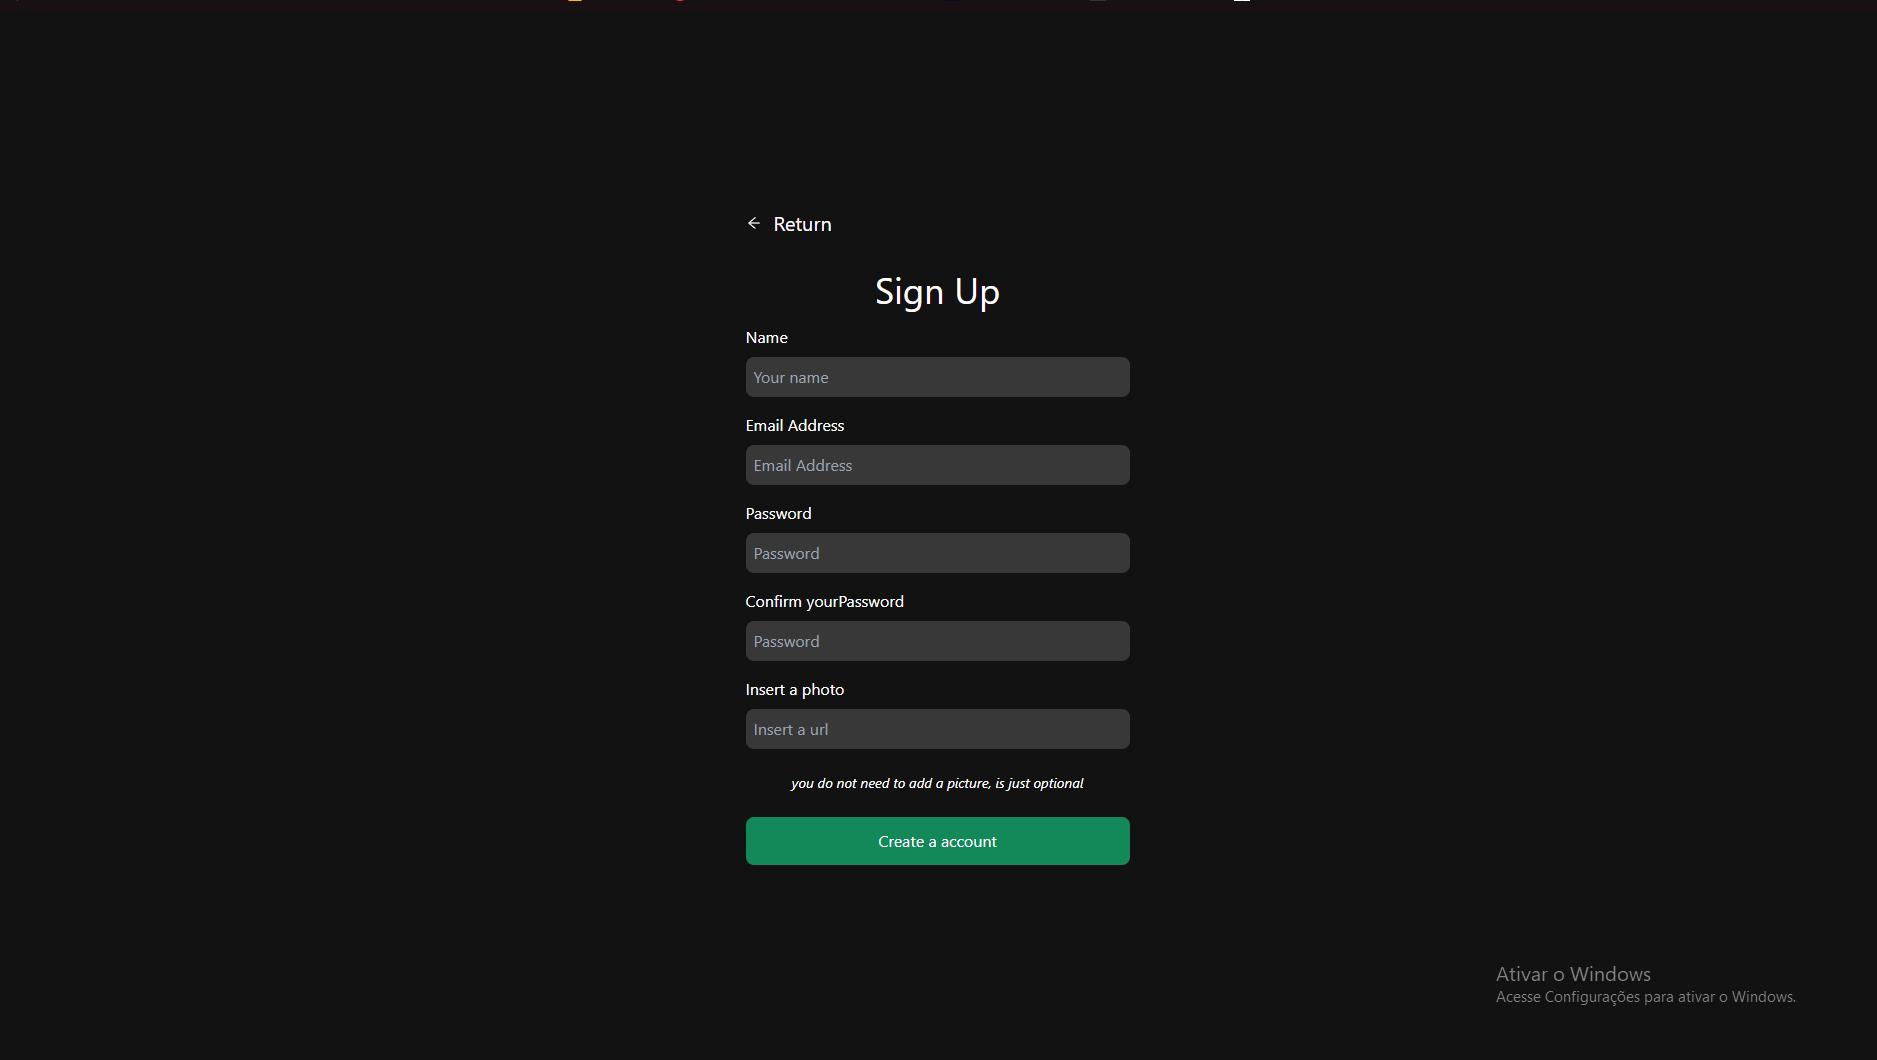 Return
Sign Up
Name
Your name
Email Address
Email Address
Password
Password
Confirm yourPassword
Password
Insert a photo
Insert a url
you do not need to add a picture, is just optional
Create a account
Ativar o Windows
Acesse Configurações para ativar o Windows.